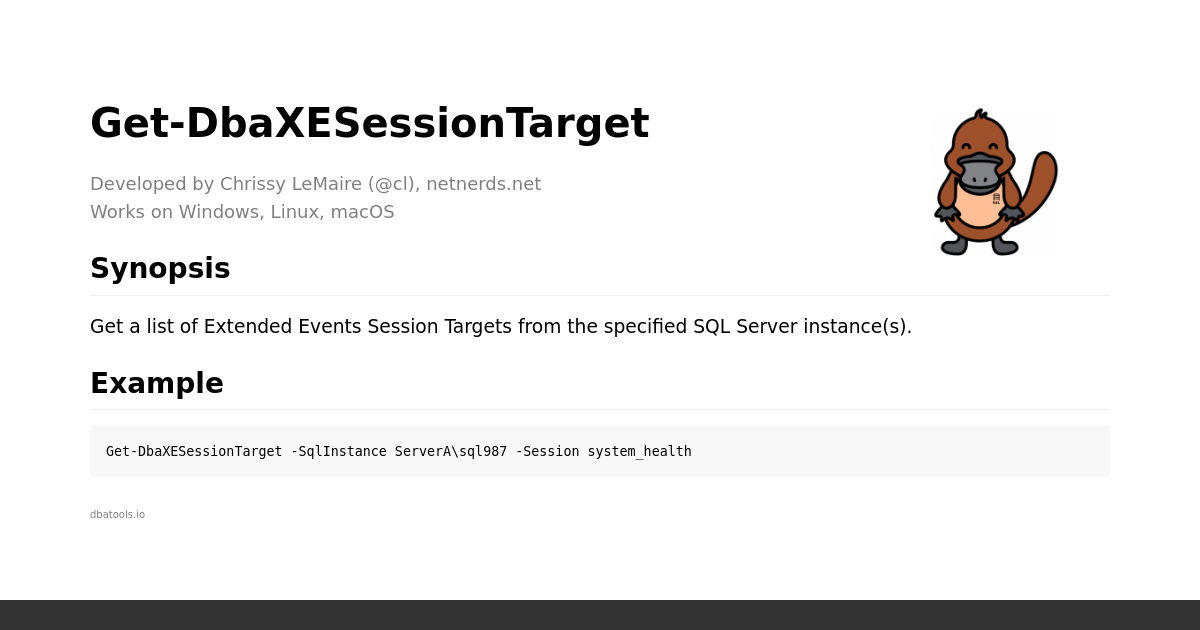 Get-DbaXESessionTarget
Developed by Chrissy LeMaire (@cl), netnerds.net
Works on Windows, Linux, macOS
Synopsis
Get a list of Extended Events Session Targets from the specified SQL Server instance(s).
Example
Get-DbaXESessionTarget -SqlInstance ServerA\sql987 -Session system_health
dbatools.io